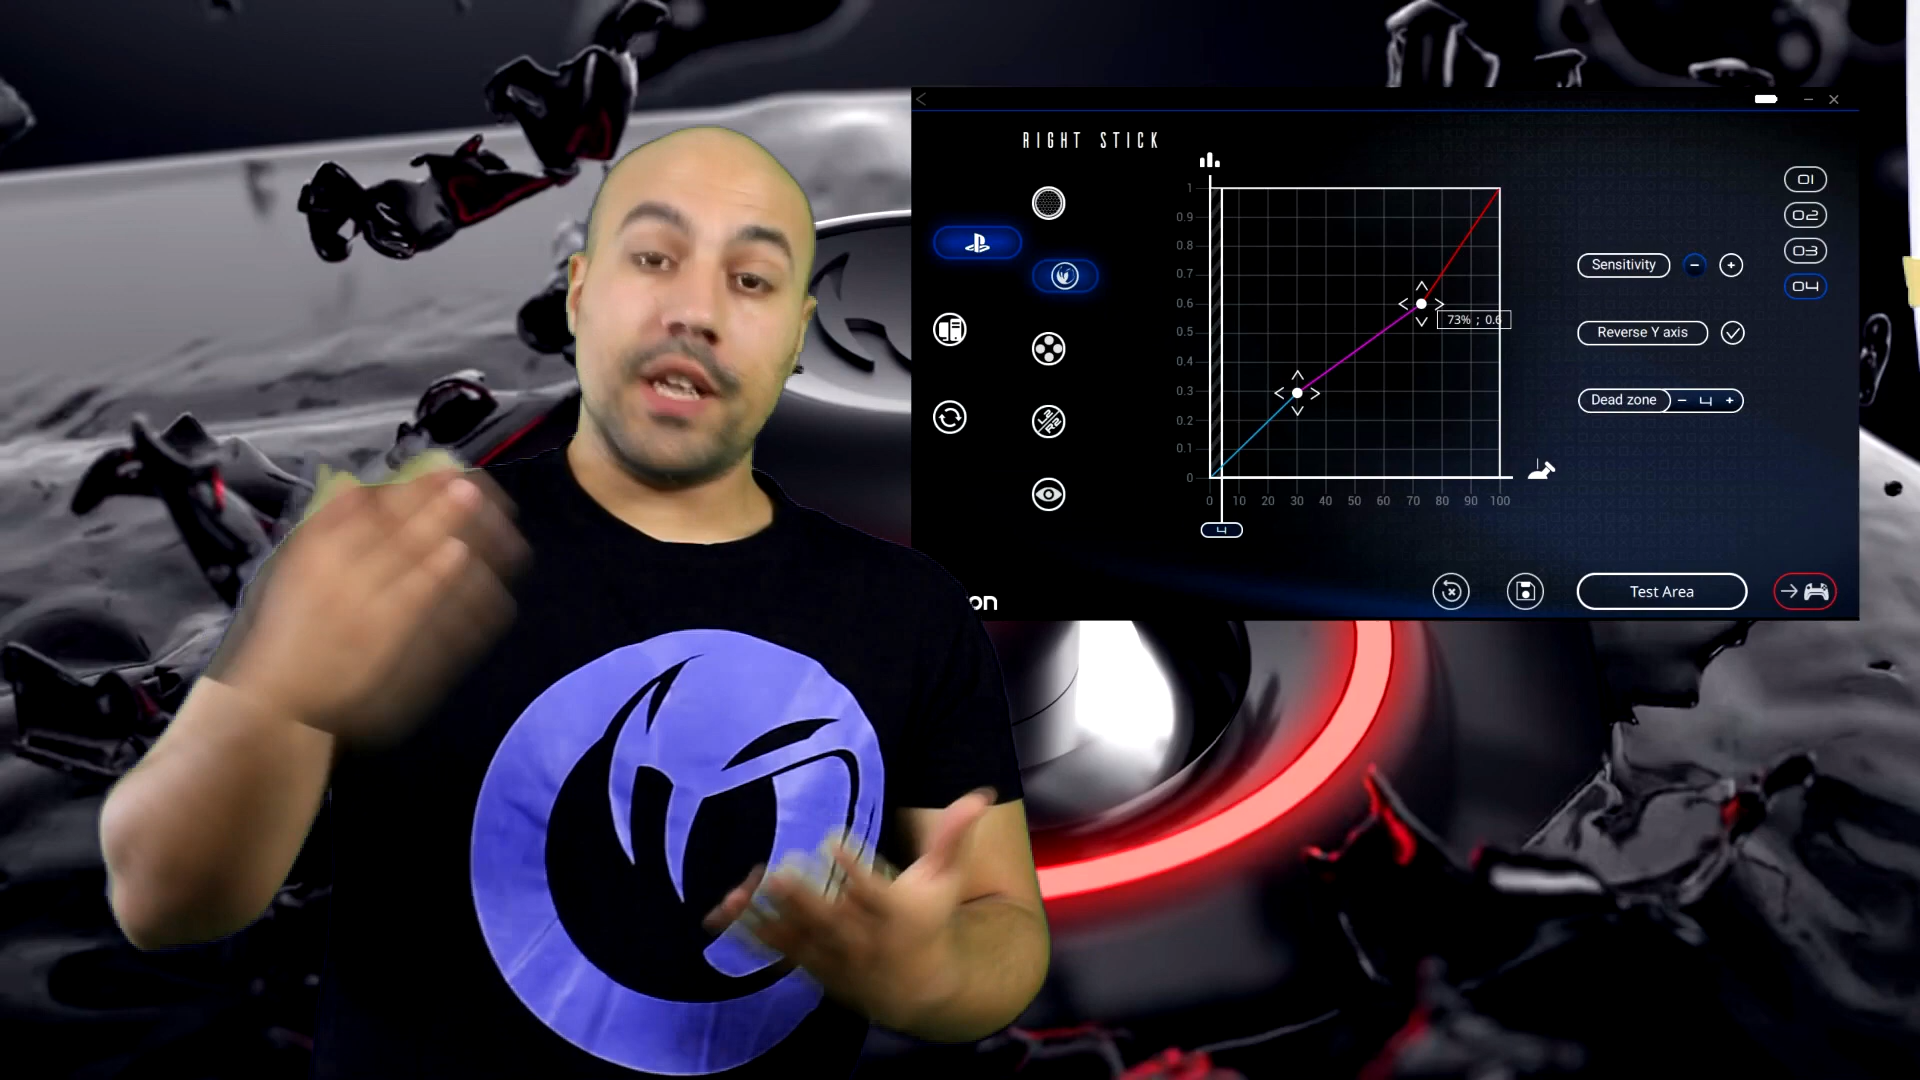 RIGHT STICK
1
0.9
0.8
0.7
0.6
0.5
0.4
0.3
0.2
0.1
0
0 10 20 30 40 50 60 70 80 90 100
73% ; 0.6
4
Sensitivity - +
Reverse Y axis
Dead zone - 4 +
01
02
03
04
L2/R2
on
Test Area